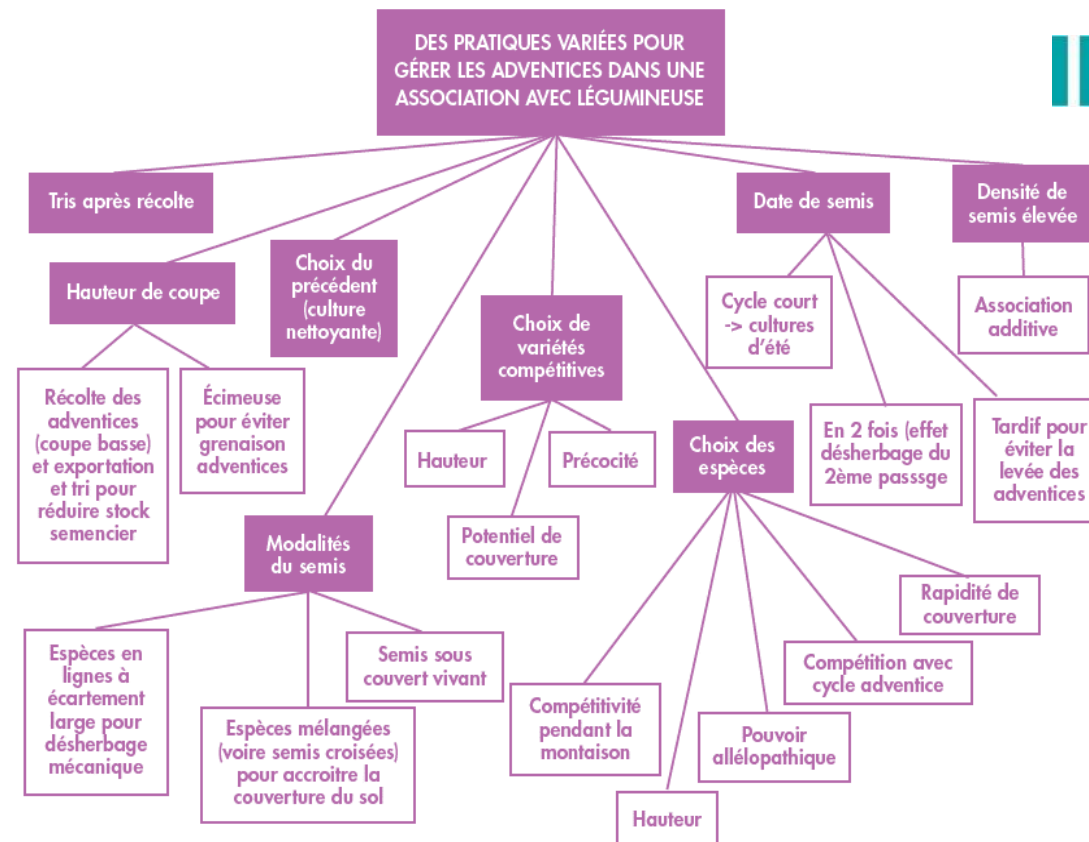 DES PRATIQUES VARIÉES POUR
GÉRER LES ADVENTICES DANS UNE
ASSOCIATION AVEC LÉGUMINEUSE
Tris après récolte
Hauteur de coupe
Récolte des
adventices
(coupe basse)
et exportation
et tri pour
réduire stock
semencier
Écimeuse
pour éviter
grenaison
adventices
Choix du
précédent
(culture
nettoyante)
Modalités
du semis
Espèces en
lignes à
écartement
large pour
désherbage
mécanique
Espèces mélangées
(voire semis croisées)
pour accroitre la
couverture du sol
Semis sous
couvert vivant
Choix de
variétés
compétitives
Hauteur
Potentiel de
couverture
Précocité
Choix des
espèces
Compétitivité
pendant la
montaison
Hauteur
Pouvoir
allélopathique
Compétition avec
cycle adventice
Rapidité de
couverture
Date de semis
Cycle court
-> cultures
d'été
En 2 fois (effet
désherbage du
2ème passsge
Tardif pour
éviter la
levée des
adventices
Densité de
semis élevée
Association
additive